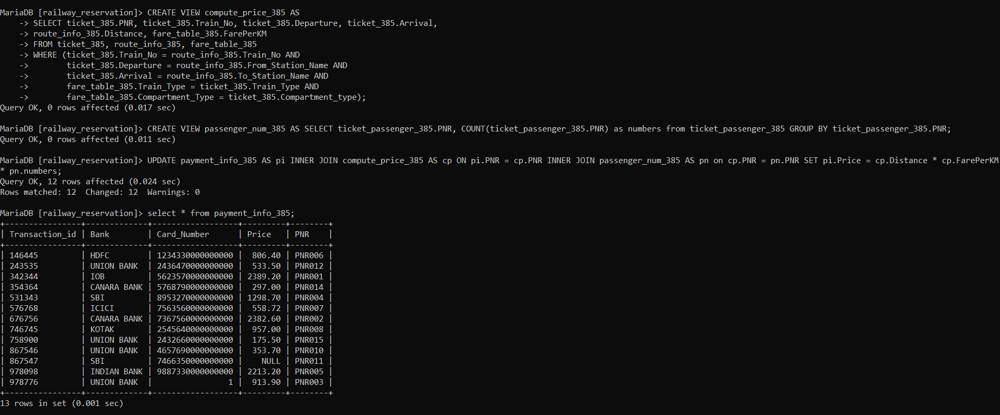 MariaDB [railway_reservation]> CREATE VIEW compute_price_385 AS
    -> SELECT ticket_385.PNR, ticket_385.Train_No, ticket_385.Departure, ticket_385.Arrival,
    -> route_info_385.Distance, fare_table_385.FarePerKM
    -> FROM ticket_385, route_info_385, fare_table_385
    -> WHERE (ticket_385.Train_No = route_info_385.Train_No AND
    ->        ticket_385.Departure = route_info_385.From_Station_Name AND
    ->        ticket_385.Arrival = route_info_385.To_Station_Name AND
    ->        fare_table_385.Train_Type = ticket_385.Train_Type AND
    ->        fare_table_385.Compartment_Type = ticket_385.Compartment_type);
Query OK, 0 rows affected (0.017 sec)

MariaDB [railway_reservation]> CREATE VIEW passenger_num_385 AS SELECT ticket_passenger_385.PNR, COUNT(ticket_passenger_385.PNR) as numbers from ticket_passenger_385 GROUP BY ticket_passenger_385.PNR;
Query OK, 0 rows affected (0.011 sec)

MariaDB [railway_reservation]> UPDATE payment_info_385 AS pi INNER JOIN compute_price_385 AS cp ON pi.PNR = cp.PNR INNER JOIN passenger_num_385 AS pn on cp.PNR = pn.PNR SET pi.Price = cp.Distance * cp.FarePerKM
* pn.numbers;
Query OK, 12 rows affected (0.024 sec)
Rows matched: 12  Changed: 12  Warnings: 0

MariaDB [railway_reservation]> select * from payment_info_385;
+----------------+-------------+------------------+---------+--------+
| Transaction_id | Bank        | Card_Number      | Price   | PNR    |
+----------------+-------------+------------------+---------+--------+
| 146445         | HDFC        | 1234330000000000 |  806.40 | PNR006 |
| 243535         | UNION BANK  | 2436470000000000 |  533.50 | PNR012 |
| 342344         | IOB         | 5623570000000000 | 2389.20 | PNR001 |
| 354364         | CANARA BANK | 5768790000000000 |  297.00 | PNR014 |
| 531343         | SBI         | 8953270000000000 | 1298.70 | PNR004 |
| 576768         | ICICI       | 7563560000000000 |  558.72 | PNR007 |
| 676756         | CANARA BANK | 7367560000000000 | 2382.60 | PNR002 |
| 746745         | KOTAK       | 2545640000000000 |  957.00 | PNR008 |
| 758900         | UNION BANK  | 2432660000000000 |  175.50 | PNR015 |
| 867546         | UNION BANK  | 4657690000000000 |  353.70 | PNR010 |
| 867547         | SBI         | 7466350000000000 |    NULL | PNR011 |
| 978098         | INDIAN BANK | 9887330000000000 | 2213.20 | PNR005 |
| 978776         | UNION BANK  |                1 |  913.90 | PNR003 |
+----------------+-------------+------------------+---------+--------+
13 rows in set (0.001 sec)